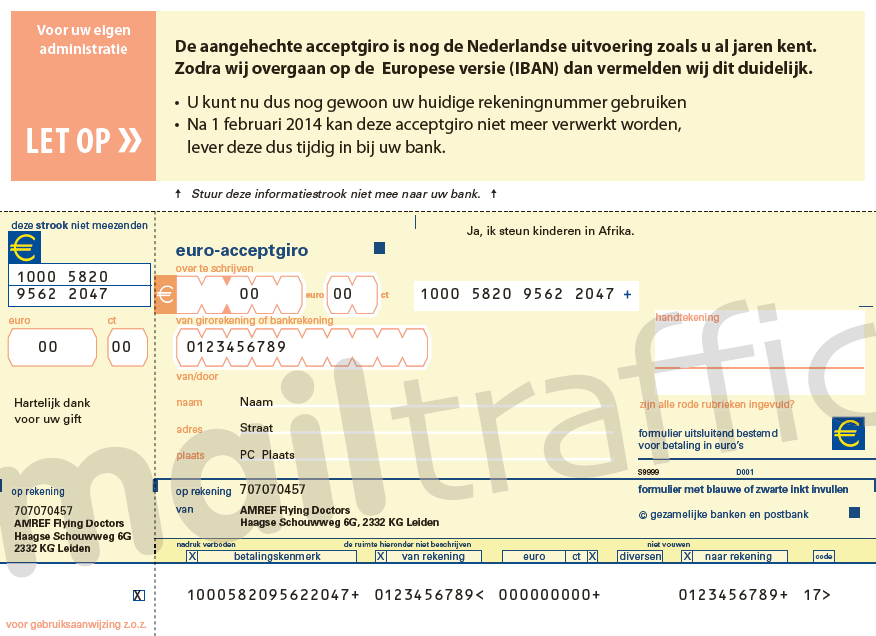 Voor uw eigen
administratie
LET OP »
De aangehechte acceptgiro is nog de Nederlandse uitvoering zoals u al jaren kent.
Zodra wij overgaan op de Europese versie (IBAN) dan vermelden wij dit duidelijk.
• U kunt nu dus nog gewoon uw huidige rekeningnummer gebruiken
• Na 1 februari 2014 kan deze acceptgiro niet meer verwerkt worden,
lever deze dus tijdig in bij uw bank.
↑ Stuur deze informatiestrook niet mee naar uw bank. ↑
deze strook niet meezenden
€
1000 5820
9562 2047
euro ct
00 00
Hartelijk dank
voor uw gift
op rekening
707070457
AMREF Flying Doctors
Haagse Schouwweg 6G
2332 KG Leiden
X
voor gebruiksaanwijzing z.o.z.
Ja, ik steun kinderen in Afrika.
euro-acceptgiro
over te schrijven
€ 00 euro 00 ct
1000 5820 9562 2047 +
van girorekening of bankrekening
0123456789
handtekening
van/door
naam Naam
adres Straat
plaats PC Plaats
zijn alle rode rubrieken ingevuld?
formulier uitsluitend bestemd
voor betaling in euro's
€
S9999 D001
op rekening 707070457
van AMREF Flying Doctors
Haagse Schouwweg 6G, 2332 KG Leiden
formulier met blauwe of zwarte inkt invullen
© gezamelijke banken en postbank
nadruk verboden de ruimte hieronder niet beschrijven niet vouwen
X betalingskenmerk X van rekening euro ct X diversen X naar rekening code
1000582095622047+ 0123456789< 000000000+ 0123456789+ 17>
mailtraffic